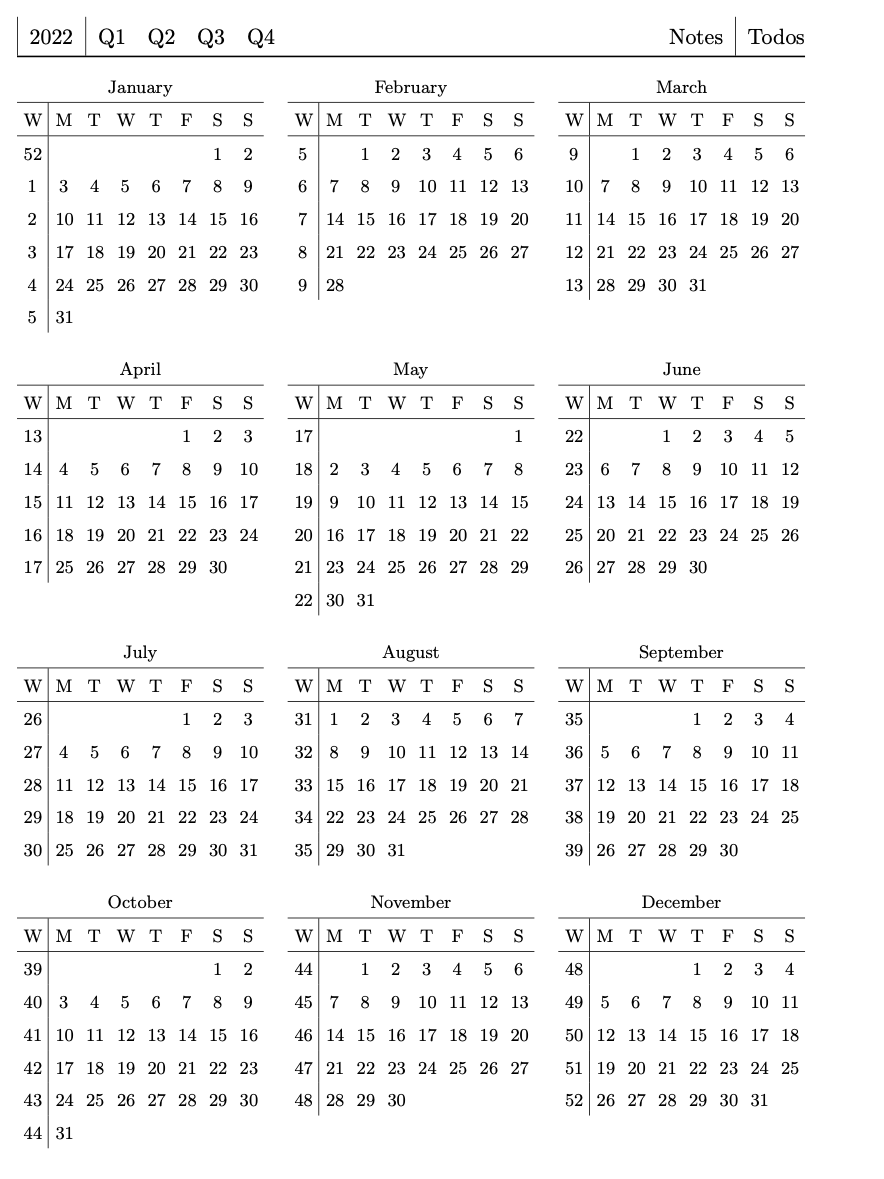 2022 Q1 Q2 Q3 Q4 Notes Todos
January
W M T W T F S S
52 1 2
1 3 4 5 6 7 8 9
2 10 11 12 13 14 15 16
3 17 18 19 20 21 22 23
4 24 25 26 27 28 29 30
5 31
February
W M T W T F S S
5 1 2 3 4 5 6
6 7 8 9 10 11 12 13
7 14 15 16 17 18 19 20
8 21 22 23 24 25 26 27
9 28
March
W M T W T F S S
9 1 2 3 4 5 6
10 7 8 9 10 11 12 13
11 14 15 16 17 18 19 20
12 21 22 23 24 25 26 27
13 28 29 30 31
April
W M T W T F S S
13 1 2 3
14 4 5 6 7 8 9 10
15 11 12 13 14 15 16 17
16 18 19 20 21 22 23 24
17 25 26 27 28 29 30
May
W M T W T F S S
17 1
18 2 3 4 5 6 7 8
19 9 10 11 12 13 14 15
20 16 17 18 19 20 21 22
21 23 24 25 26 27 28 29
22 30 31
June
W M T W T F S S
22 1 2 3 4 5
23 6 7 8 9 10 11 12
24 13 14 15 16 17 18 19
25 20 21 22 23 24 25 26
26 27 28 29 30
July
W M T W T F S S
26 1 2 3
27 4 5 6 7 8 9 10
28 11 12 13 14 15 16 17
29 18 19 20 21 22 23 24
30 25 26 27 28 29 30 31
August
W M T W T F S S
31 1 2 3 4 5 6 7
32 8 9 10 11 12 13 14
33 15 16 17 18 19 20 21
34 22 23 24 25 26 27 28
35 29 30 31
September
W M T W T F S S
35 1 2 3 4
36 5 6 7 8 9 10 11
37 12 13 14 15 16 17 18
38 19 20 21 22 23 24 25
39 26 27 28 29 30
October
W M T W T F S S
39 1 2
40 3 4 5 6 7 8 9
41 10 11 12 13 14 15 16
42 17 18 19 20 21 22 23
43 24 25 26 27 28 29 30
44 31
November
W M T W T F S S
44 1 2 3 4 5 6
45 7 8 9 10 11 12 13
46 14 15 16 17 18 19 20
47 21 22 23 24 25 26 27
48 28 29 30
December
W M T W T F S S
48 1 2 3 4
49 5 6 7 8 9 10 11
50 12 13 14 15 16 17 18
51 19 20 21 22 23 24 25
52 26 27 28 29 30 31